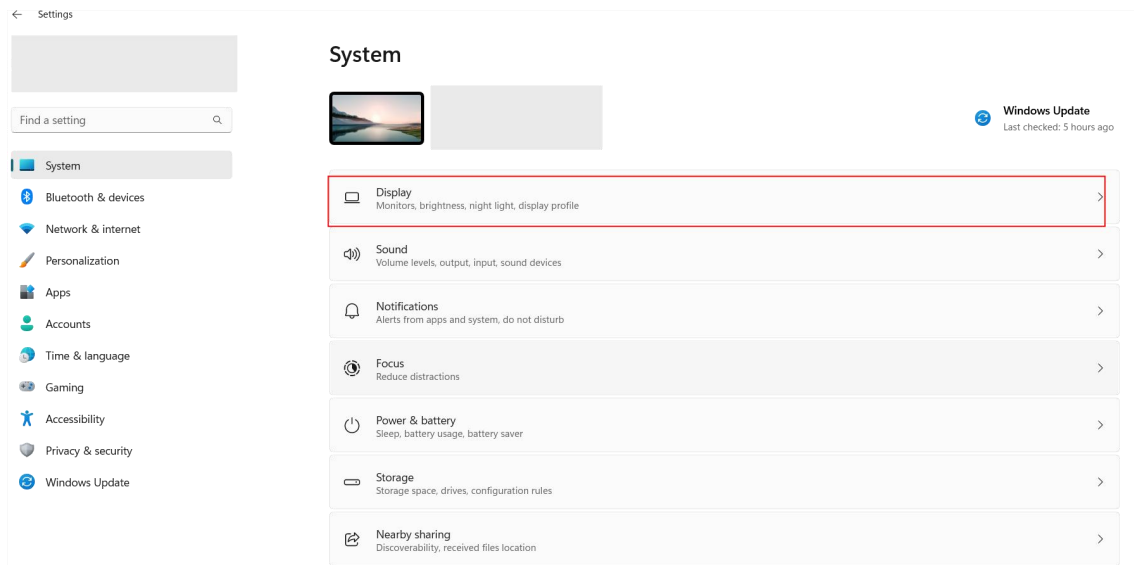 Settings
Find a setting
System
Bluetooth & devices
Network & internet
Personalization
Apps
Accounts
Time & language
Gaming
Accessibility
Privacy & security
Windows Update
System
Windows Update
Last checked: 5 hours ago
Display
Monitors, brightness, night light, display profile
Sound
Volume levels, output, input, sound devices
Notifications
Alerts from apps and system, do not disturb
Focus
Reduce distractions
Power & battery
Sleep, battery usage, battery saver
Storage
Storage space, drives, configuration rules
Nearby sharing
Discoverability, received files location